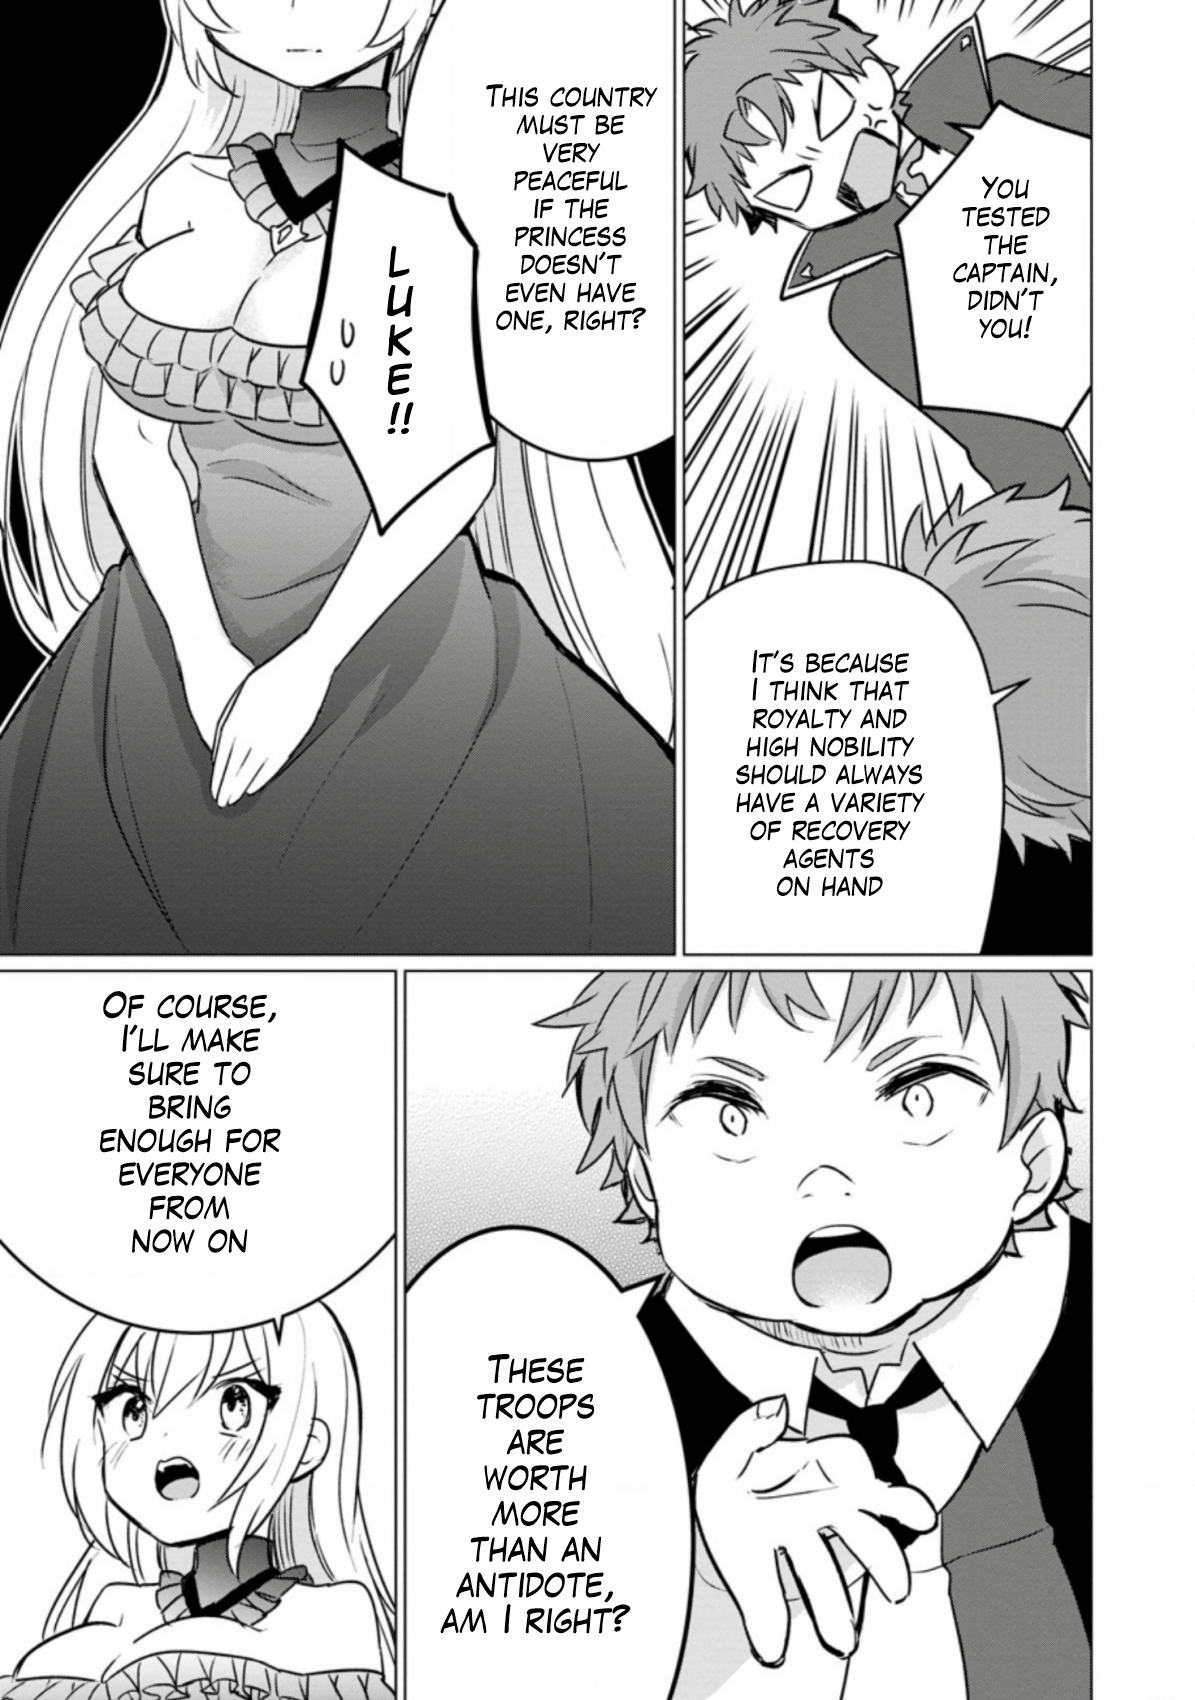 YOU
TESTED
THE
CAPTAIN,
DIDN'T
YOU!
IT'S BECAUSE
I THINK THAT
ROYALTY AND
HIGH NOBILITY
SHOULD ALWAYS
HAVE A VARIETY
OF RECOVERY
AGENTS
ON HAND
THIS COUNTRY
MUST BE
VERY
PEACEFUL
IF THE
PRINCESS
DOESN'T
EVEN HAVE
ONE, RIGHT?
LUKE!!
THESE
TROOPS
ARE
WORTH
MORE
THAN AN
ANTIDOTE,
AM I RIGHT?
OF COURSE,
I'LL MAKE
SURE TO
BRING
ENOUGH FOR
EVERYONE
FROM
NOW ON